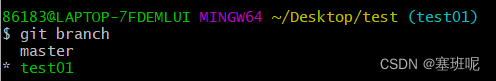 86183@LAPTOP-7FDEMLUI MINGW64 ~/Desktop/test (test01)
$ git branch
  master
* test01
CSDN @塞班呢